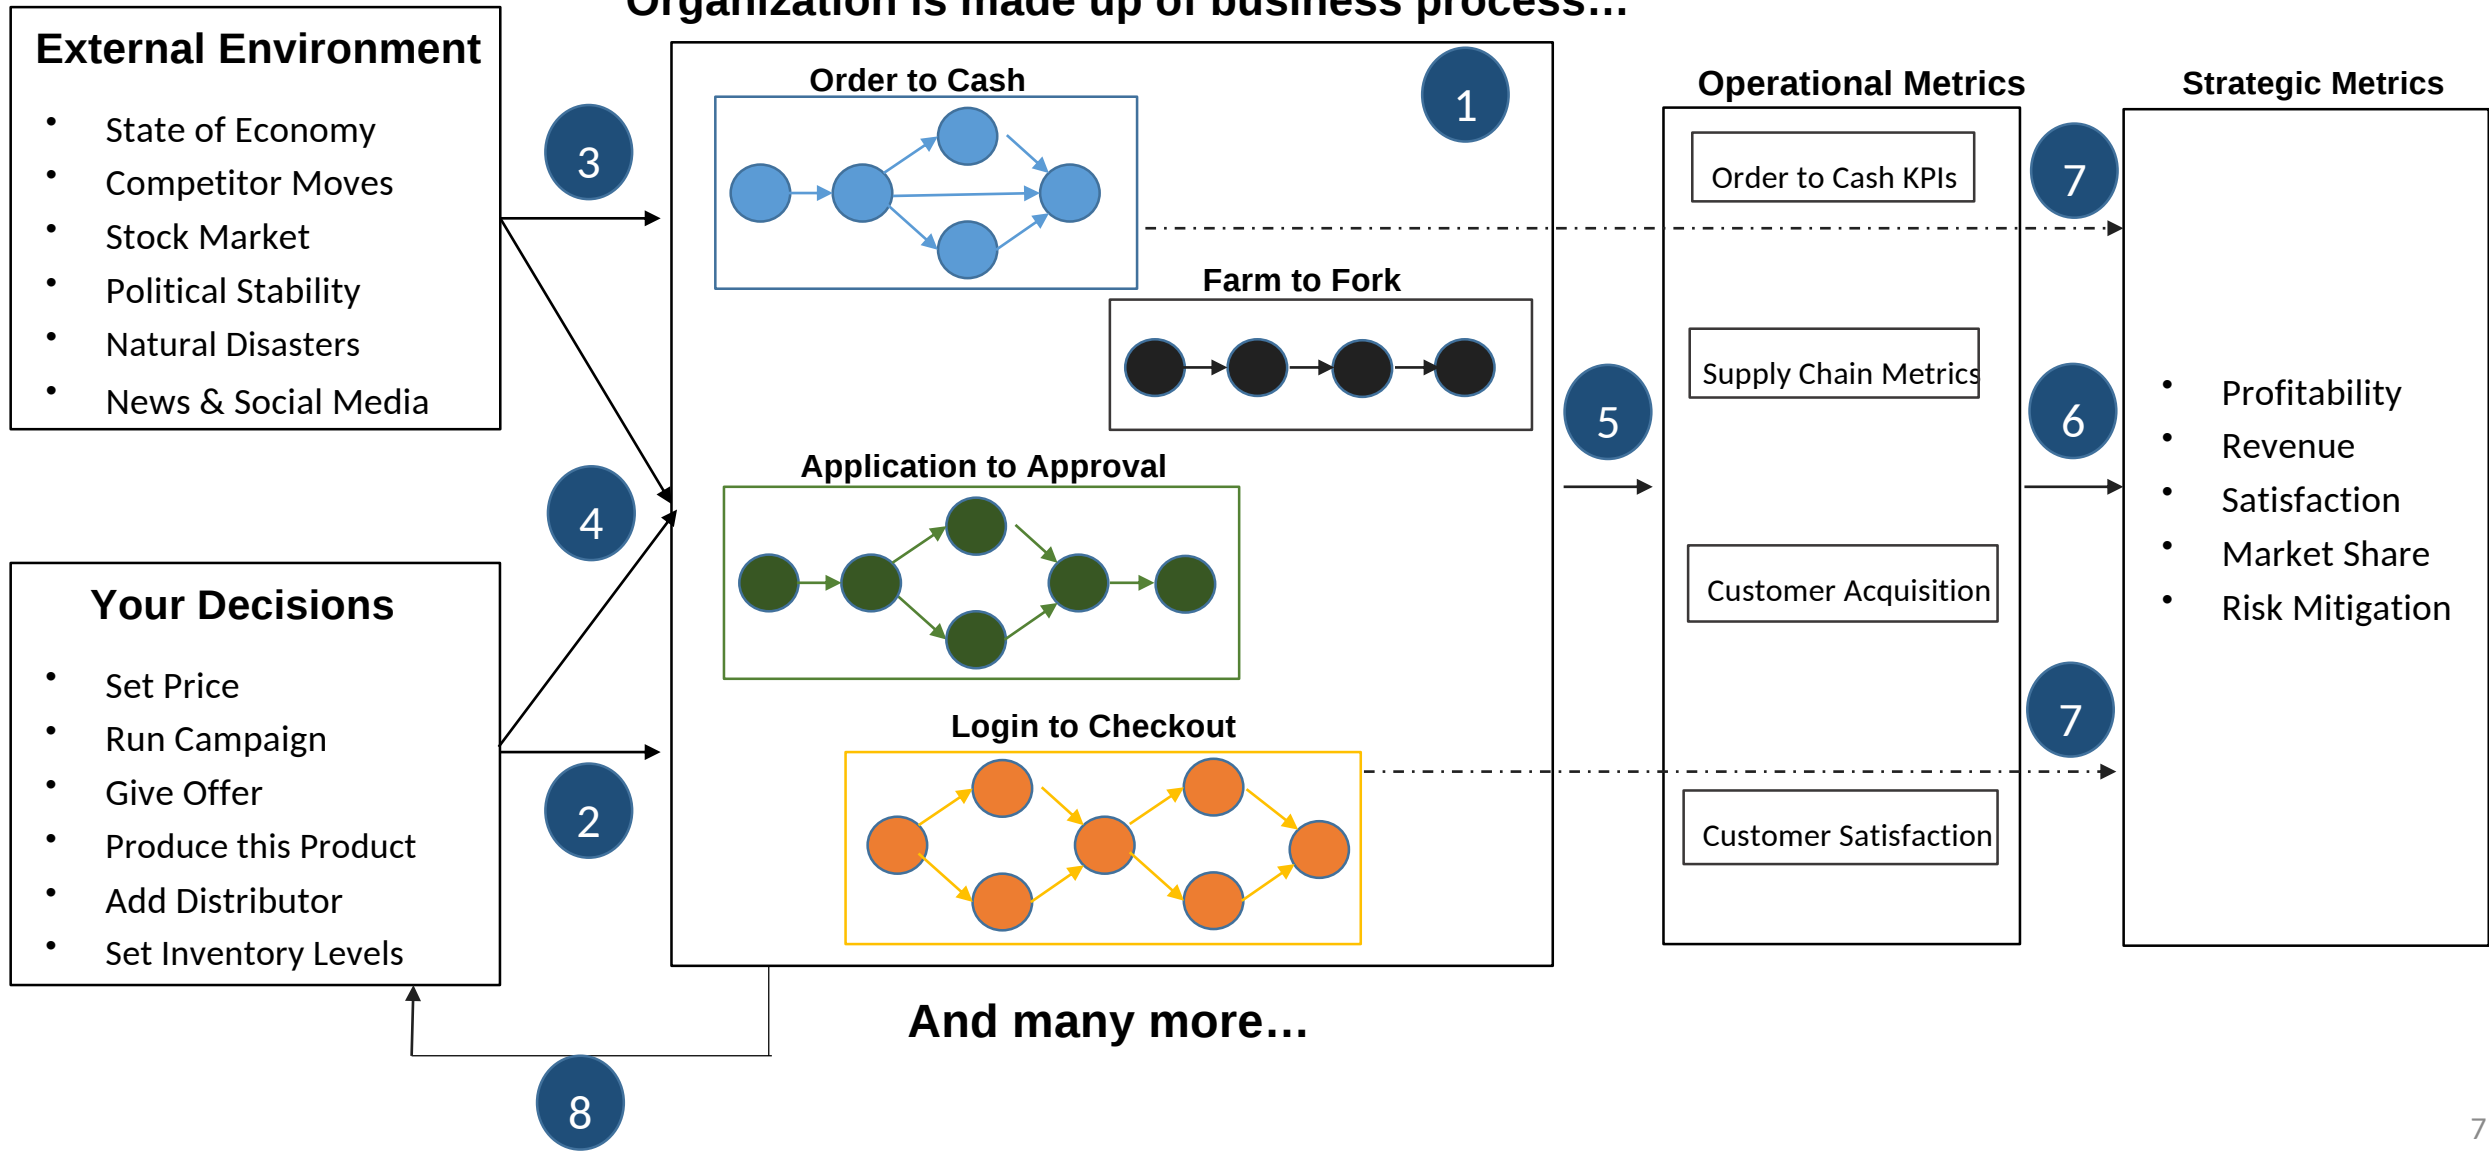 Organization is made up of business process...
External Environment
• State of Economy
• Competitor Moves
• Stock Market
• Political Stability
• Natural Disasters
• News & Social Media
3
4
Your Decisions
• Set Price
• Run Campaign
• Give Offer
• Produce this Product
• Add Distributor
• Set Inventory Levels
2
8
1
Order to Cash
Farm to Fork
Application to Approval
Login to Checkout
And many more...
5
Operational Metrics
Order to Cash KPIs
Supply Chain Metrics
Customer Acquisition
Customer Satisfaction
7
6
7
Strategic Metrics
• Profitability
• Revenue
• Satisfaction
• Market Share
• Risk Mitigation
7